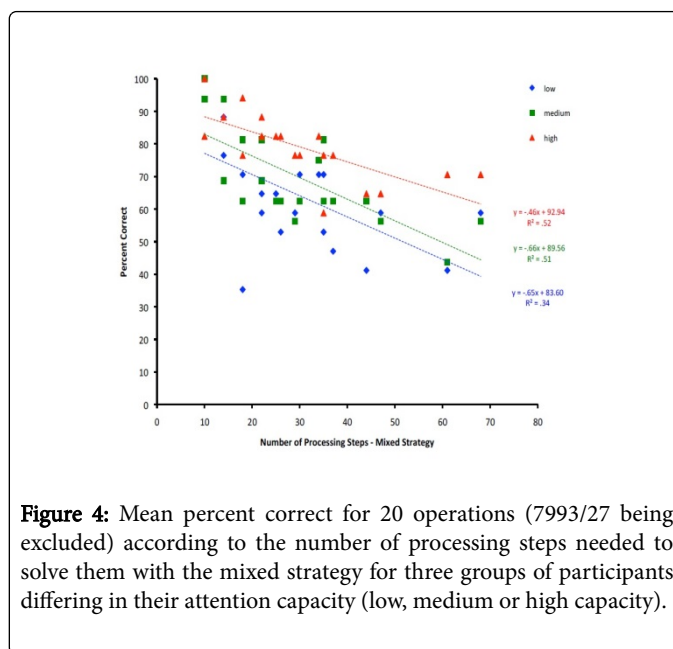 100
90
80
70
60
50
40
30
20
10
0
Percent Correct
low
medium
high
y = -.46x + 92.94
R² = .52
y = -.66x + 89.56
R² = .51
y = -.65x + 83.60
R² = .34
0 10 20 30 40 50 60 70 80
Number of Processing Steps - Mixed Strategy
Figure 4: Mean percent correct for 20 operations (7993/27 being
excluded) according to the number of processing steps needed to
solve them with the mixed strategy for three groups of participants
differing in their attention capacity (low, medium or high capacity).